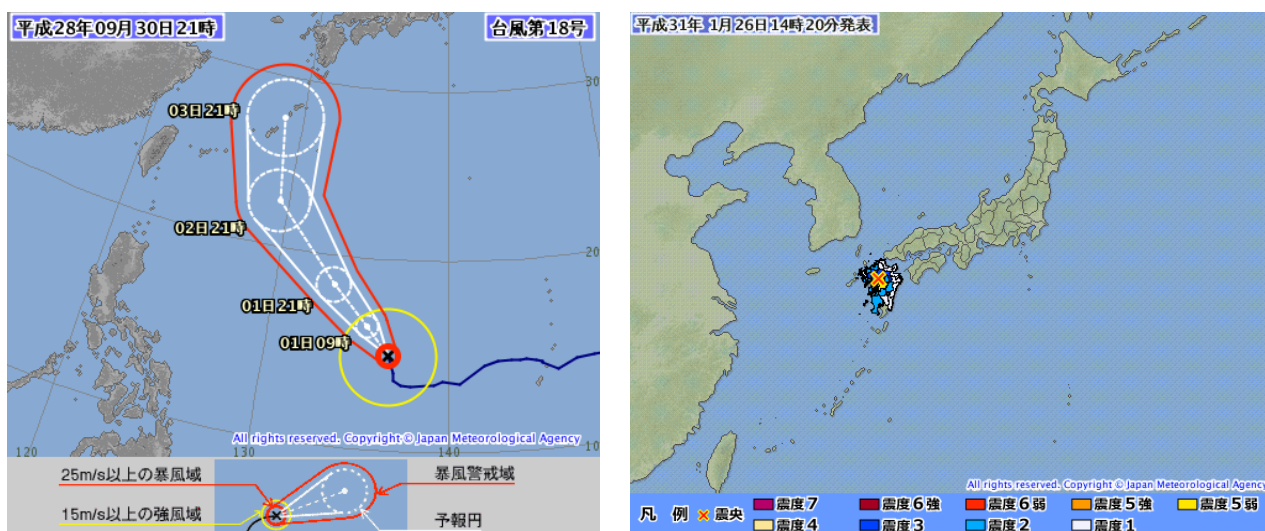 平成28年09月30日21時
台風第18号
30
03日21時
02日21時
20
01日21時
01日09時
All rights reserved. Copyright © Japan Meteorological Agency
120
130
140
10
25m/s以上の暴風域
暴風警戒域
15m/s以上の強風域
予報円
平成31年 1月26日14時20分発表
All rights reserved. Copyright © Japan Meteorological Agency
凡 例 震央 震度7 震度6強 震度6弱 震度5強 震度5弱
震度4 震度3 震度2 震度1